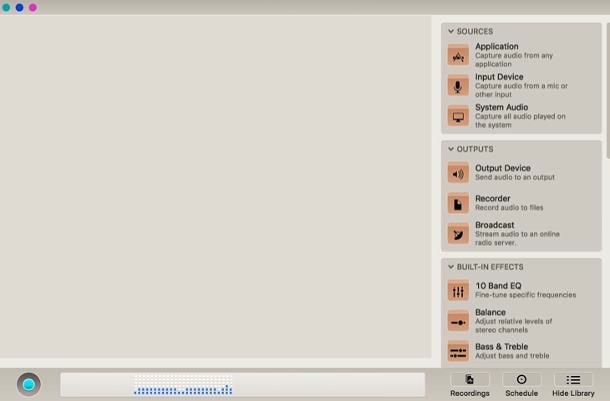 SOURCES
Application
Capture audio from any
application
Input Device
Capture audio from a mic or
other input
System Audio
Capture all audio played on
the system
OUTPUTS
Output Device
Send audio to an output
Recorder
Record audio to files
Broadcast
Stream audio to an online
radio server.
BUILT-IN EFFECTS
10 Band EQ
Fine-tune specific frequencies
Balance
Adjust relative levels of
stereo channels
Bass & Treble
Adjust bass and treble
Recordings
Schedule
Hide Library